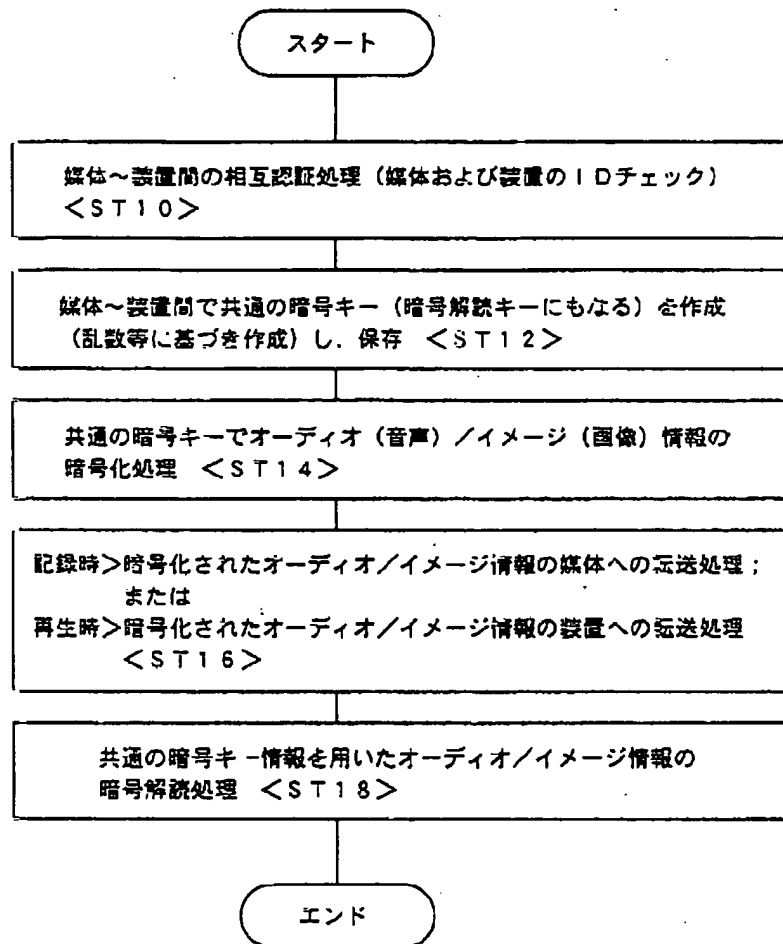 スタート
媒体～装置間の相互認証処理（媒体および装置のＩＤチェック）
＜ＳＴ１０＞
媒体～装置間で共通の暗号キー（暗号解読キーにもなる）を作成
（乱数等に基づき作成）し．保存　＜ＳＴ１２＞
共通の暗号キーでオーディオ（音声）／イメージ（画像）情報の
暗号化処理　＜ＳＴ１４＞
記録時＞暗号化されたオーディオ／イメージ情報の媒体への転送処理；
または
再生時＞暗号化されたオーディオ／イメージ情報の装置への転送処理
＜ＳＴ１６＞
共通の暗号キー情報を用いたオーディオ／イメージ情報の
暗号解読処理　＜ＳＴ１８＞
エンド